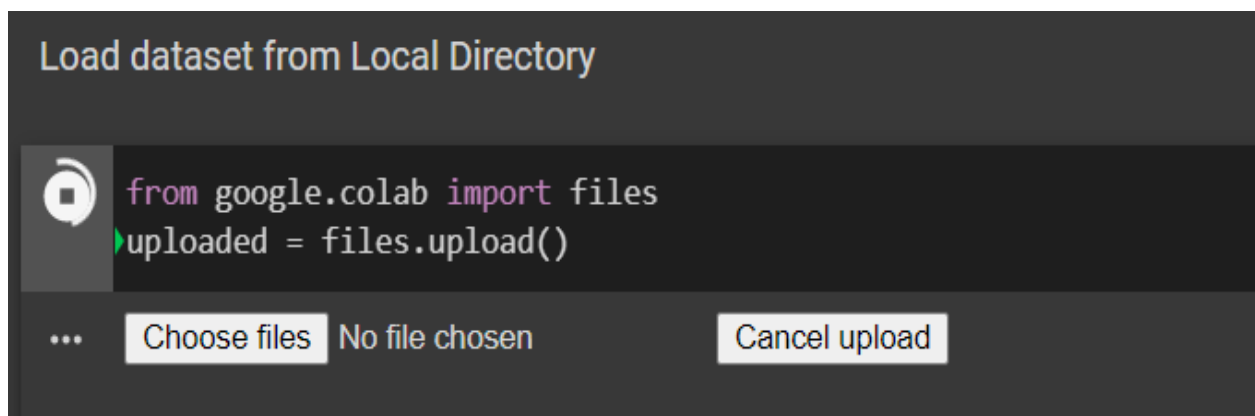 Load dataset from Local Directory
from google.colab import files
uploaded = files.upload()
... Choose files No file chosen Cancel upload